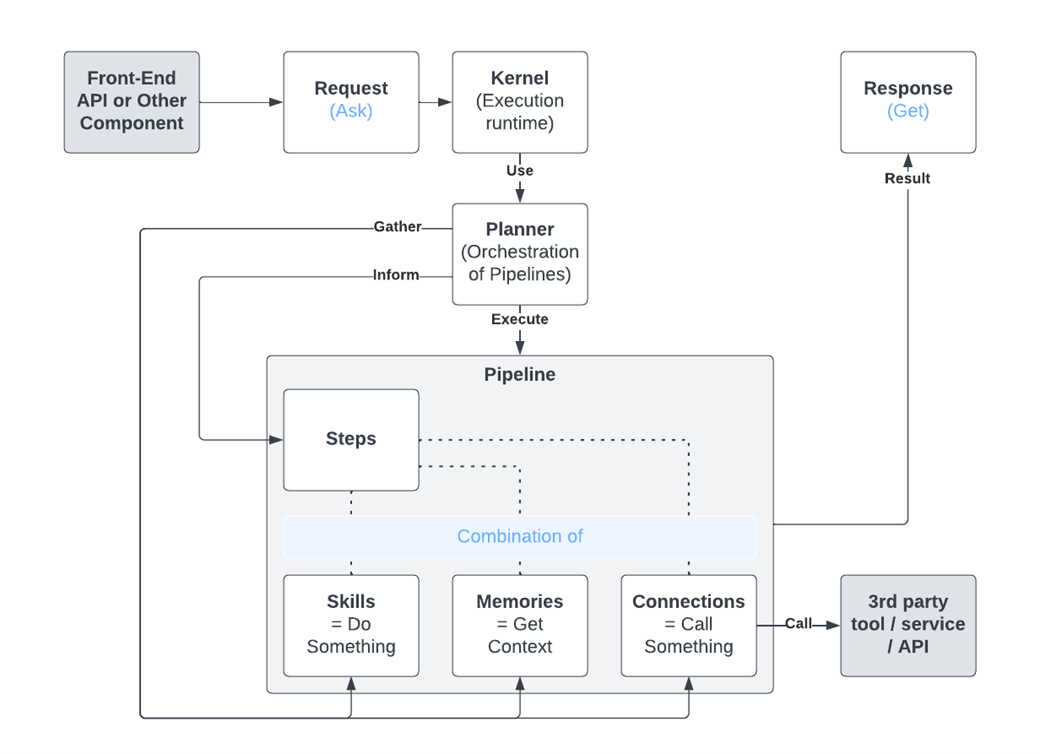 Front-End
API or Other
Component
Request
(Ask)
Kernel
(Execution
runtime)
Response
(Get)
Use
Result
Gather
Planner
(Orchestration
of Pipelines)
Inform
Execute
Pipeline
Steps
Combination of
Skills
= Do
Something
Memories
= Get
Context
Connections
= Call
Something
Call
3rd party
tool / service
/ API